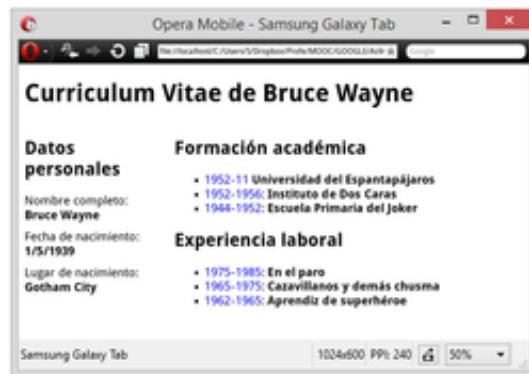 Opera Mobile - Samsung Galaxy Tab
Google
Curriculum Vitae de Bruce Wayne
Datos
personales
Nombre completo:
Bruce Wayne
Fecha de nacimiento:
1/5/1939
Lugar de nacimiento:
Gotham City
Formación académica
• 1952-11 Universidad del Espantapájaros
• 1952-1956: Instituto de Dos Caras
• 1944-1952: Escuela Primaria del Joker
Experiencia laboral
• 1975-1985: En el paro
• 1965-1975: Cazavillanos y demás chusma
• 1962-1965: Aprendiz de superhéroe
Samsung Galaxy Tab 1024x600 PPI: 240 50%